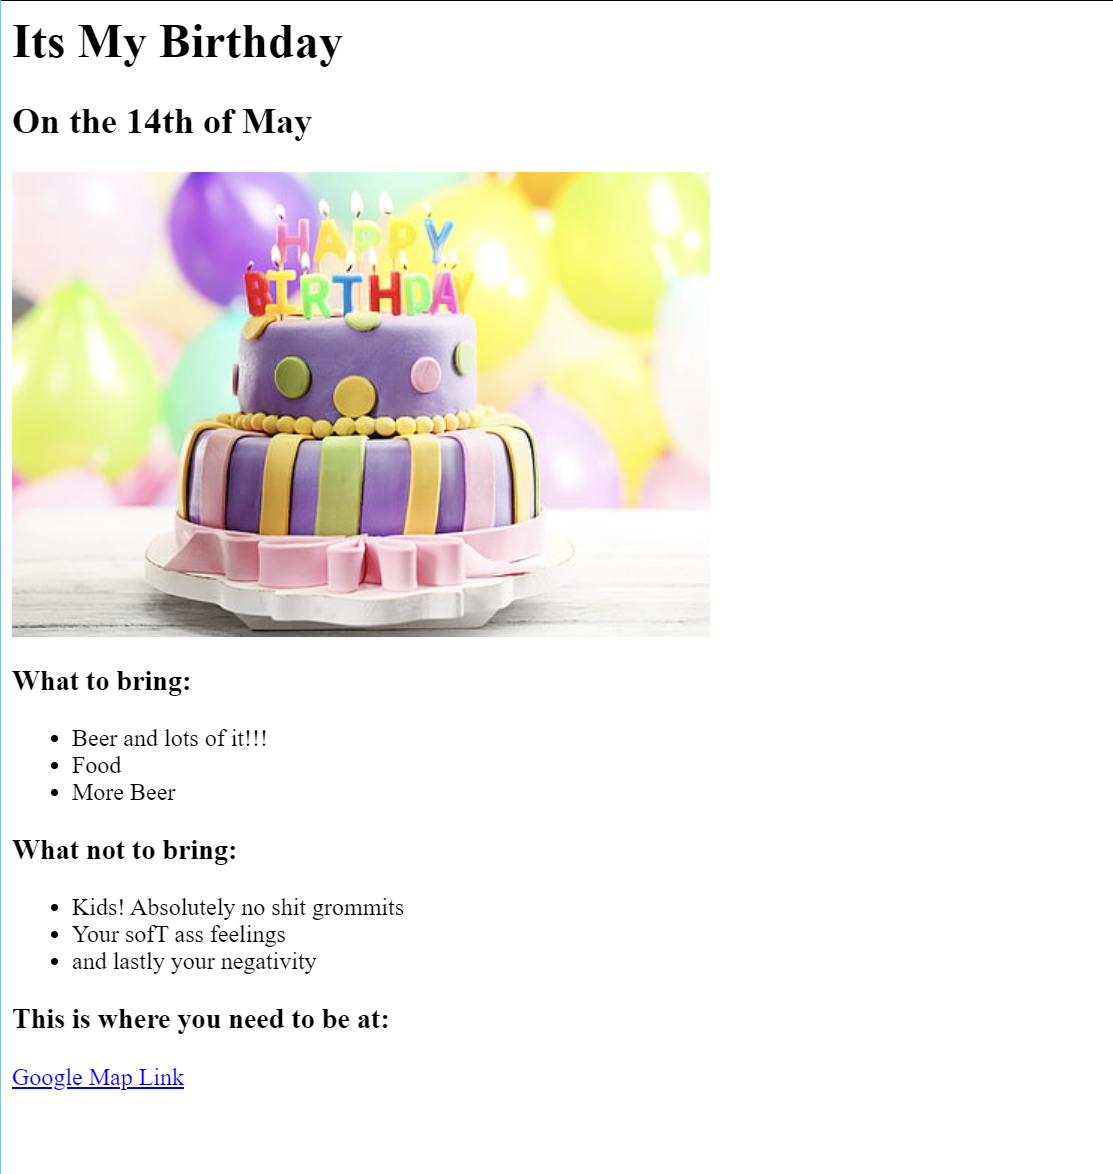 Its My Birthday
On the 14th of May
HAPPY
BIRTHDAY
What to bring:
Beer and lots of it!!!
Food
More Beer
What not to bring:
Kids! Absolutely no shit grommits
Your sofT ass feelings
and lastly your negativity
This is where you need to be at:
Google Map Link